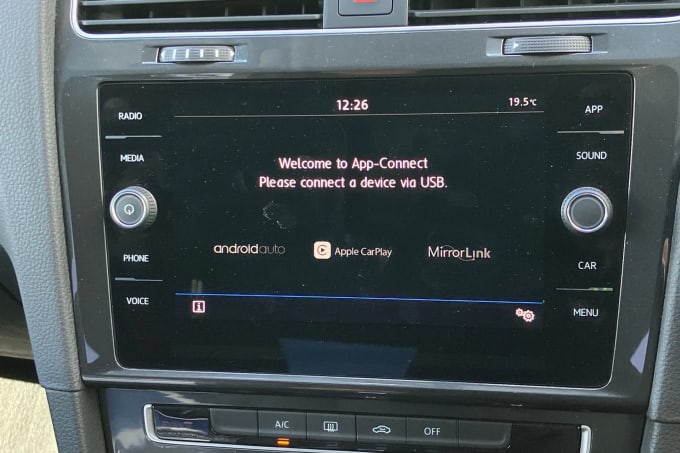 12:26
19.5°C
RADIO
MEDIA
PHONE
VOICE
Welcome to App-Connect
Please connect a device via USB.
androidauto
Apple CarPlay
MirrorLink
APP
SOUND
CAR
MENU
A/C
OFF